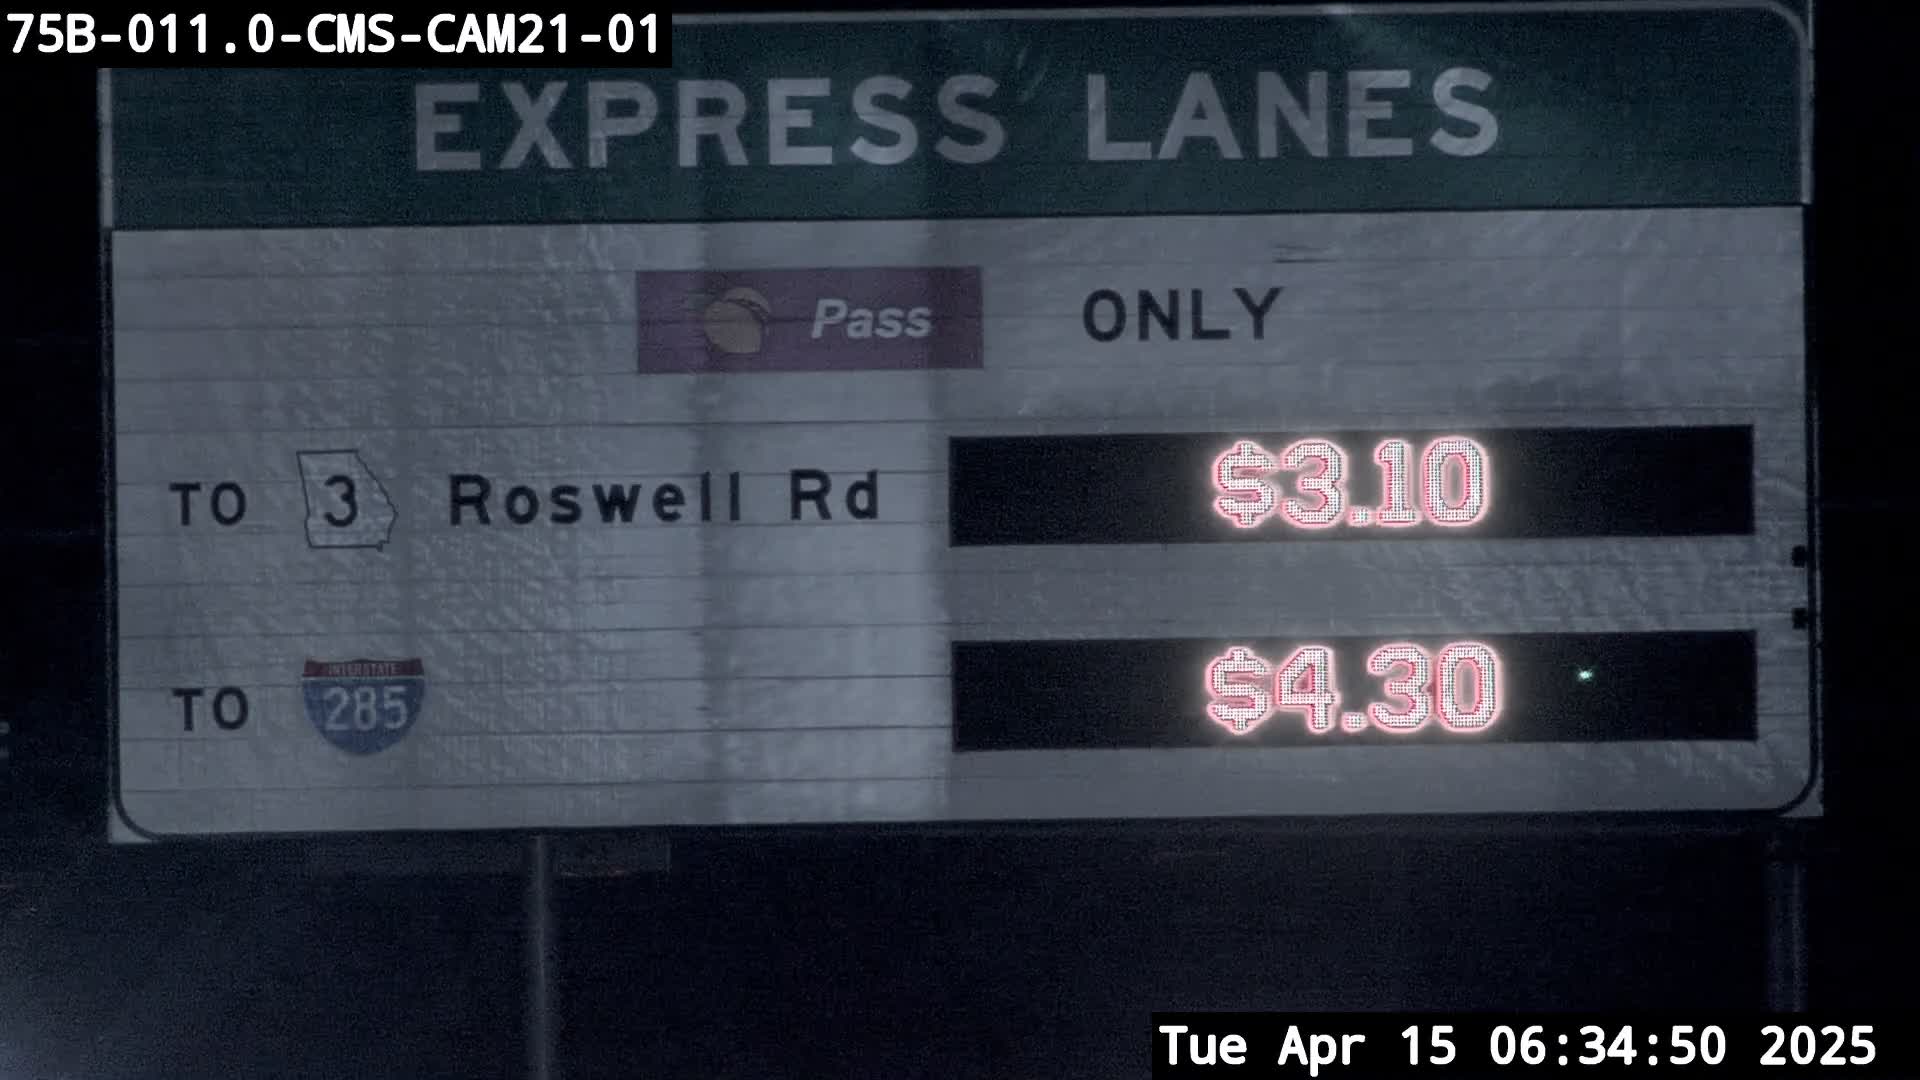 75B-011.0-CMS-CAM21-01
EXPRESS LANES
Pass ONLY
TO 3 Roswell Rd $3.10
INTERSTATE
TO 285 $4.30
Tue Apr 15 06:34:50 2025